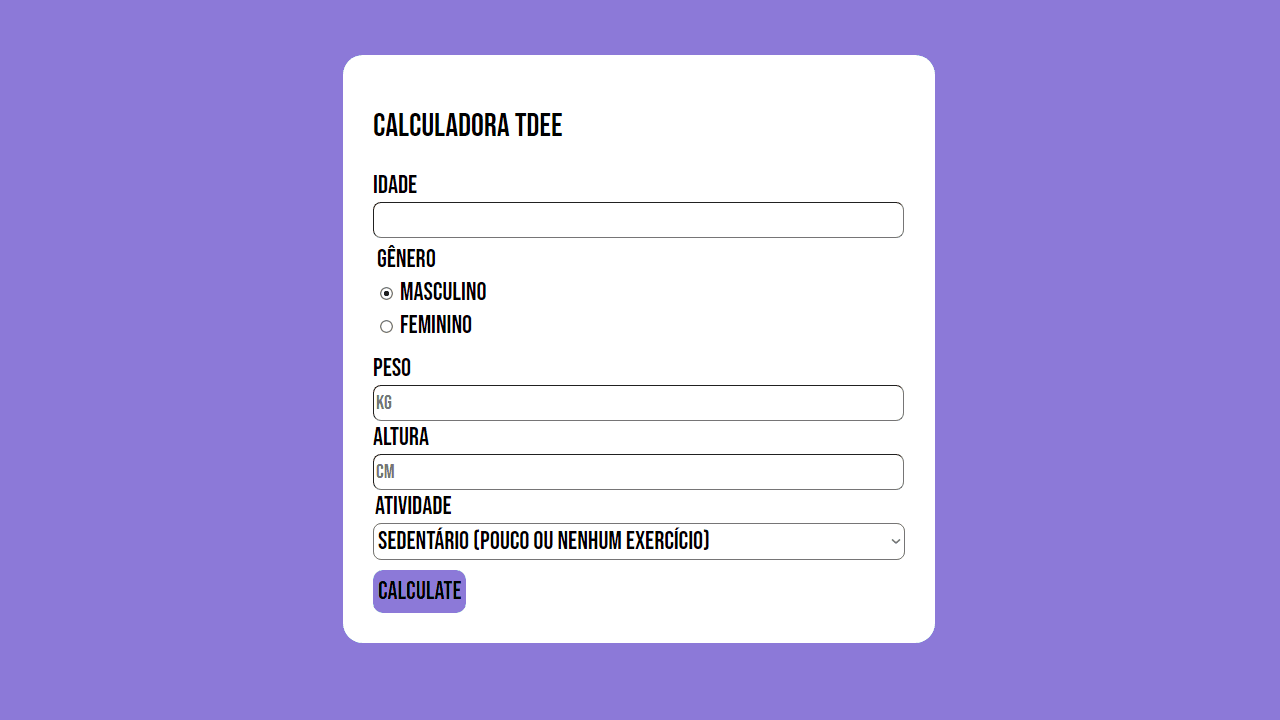 CALCULADORA TDEE
IDADE
GÊNERO
MASCULINO
FEMININO
PESO
KG
ALTURA
CM
ATIVIDADE
SEDENTÁRIO (POUCO OU NENHUM EXERCÍCIO)
CALCULATE